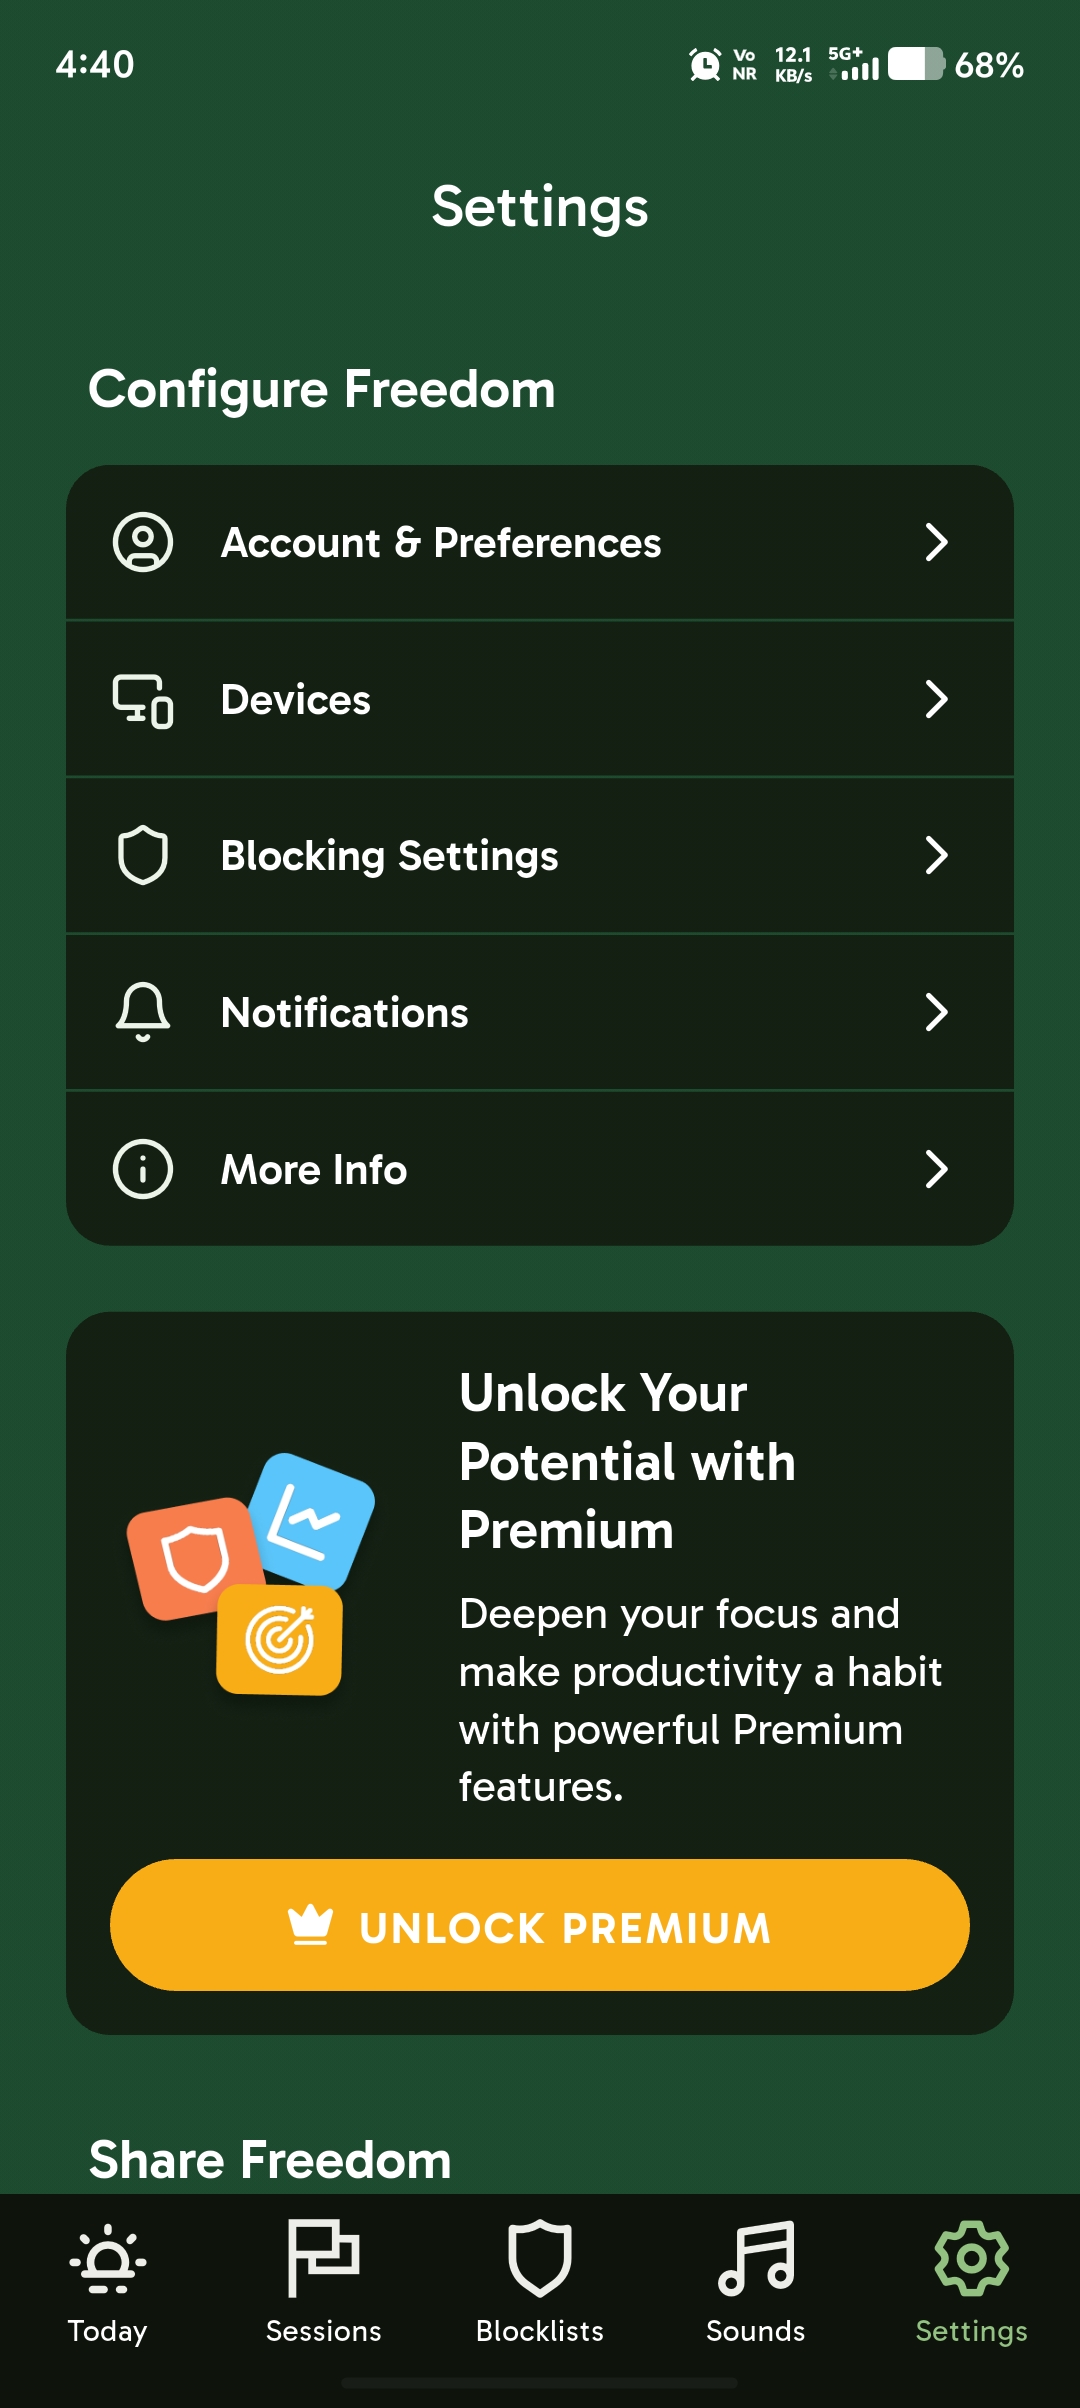 4:40
Vo NR 12.1 KB/s 5G+ 68%
Settings
Configure Freedom
Account & Preferences
Devices
Blocking Settings
Notifications
More Info
Unlock Your
Potential with
Premium
Deepen your focus and
make productivity a habit
with powerful Premium
features.
UNLOCK PREMIUM
Share Freedom
Today
Sessions
Blocklists
Sounds
Settings